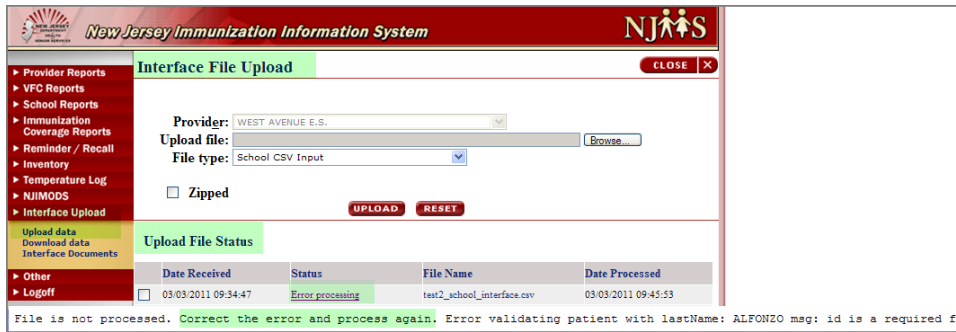 New Jersey Immunization Information System
NJIIS
Interface File Upload
CLOSE X
Provider Reports
VFC Reports
School Reports
Immunization
Coverage Reports
Reminder / Recall
Inventory
Temperature Log
NJIMODS
Interface Upload
Upload data
Download data
Interface Documents
Other
Logoff
Provider: WEST AVENUE E.S.
Upload file: Browse...
File type: School CSV Input
Zipped
UPLOAD RESET
Upload File Status
Date Received Status File Name Date Processed
03/03/2011 09:34:47 Error processing test2_school_interface.csv 03/03/2011 09:45:53
File is not processed. Correct the error and process again. Error validating patient with lastName: ALFONZO msg: id is a required f